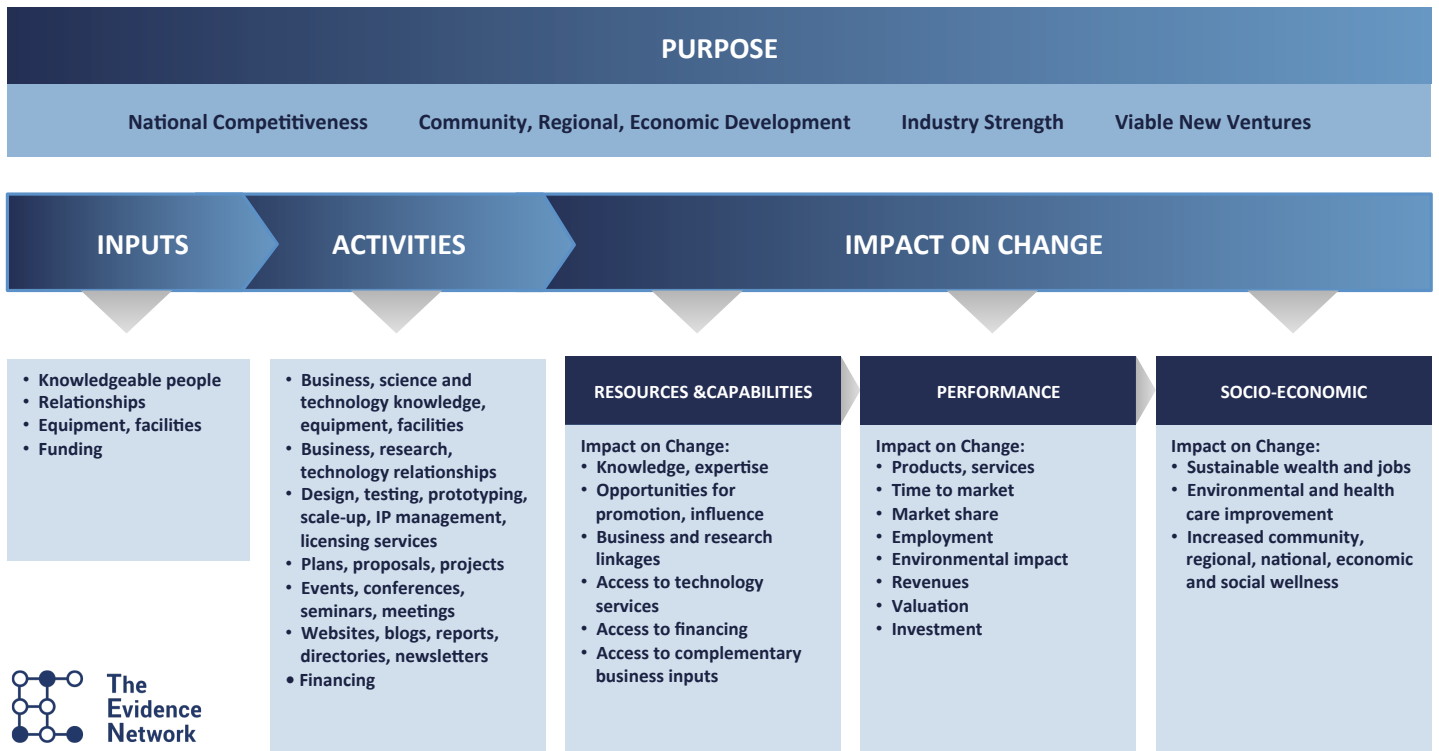 PURPOSE
National Competitiveness Community, Regional, Economic Development Industry Strength Viable New Ventures
INPUTS
ACTIVITIES
IMPACT ON CHANGE
• Knowledgeable people
• Relationships
• Equipment, facilities
• Funding
• Business, science and
technology knowledge,
equipment, facilities
• Business, research,
technology relationships
• Design, testing, prototyping,
scale-up, IP management,
licensing services
• Plans, proposals, projects
• Events, conferences,
seminars, meetings
• Websites, blogs, reports,
directories, newsletters
• Financing
RESOURCES &CAPABILITIES
Impact on Change:
• Knowledge, expertise
• Opportunities for
promotion, influence
• Business and research
linkages
• Access to technology
services
• Access to financing
• Access to complementary
business inputs
PERFORMANCE
Impact on Change:
• Products, services
• Time to market
• Market share
• Employment
• Environmental impact
• Revenues
• Valuation
• Investment
SOCIO-ECONOMIC
Impact on Change:
• Sustainable wealth and jobs
• Environmental and health
care improvement
• Increased community,
regional, national, economic
and social wellness
The
Evidence
Network